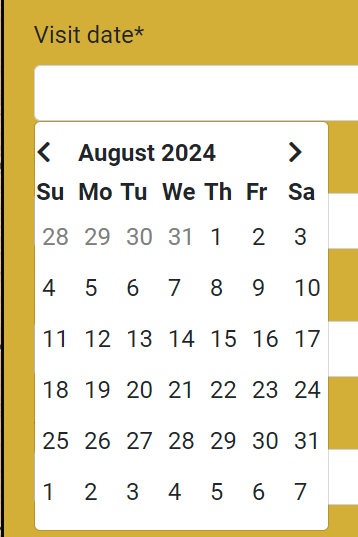 Visit date*
August 2024
Su Mo Tu We Th Fr Sa
28 29 30 31 1 2 3
4 5 6 7 8 9 10
11 12 13 14 15 16 17
18 19 20 21 22 23 24
25 26 27 28 29 30 31
1 2 3 4 5 6 7